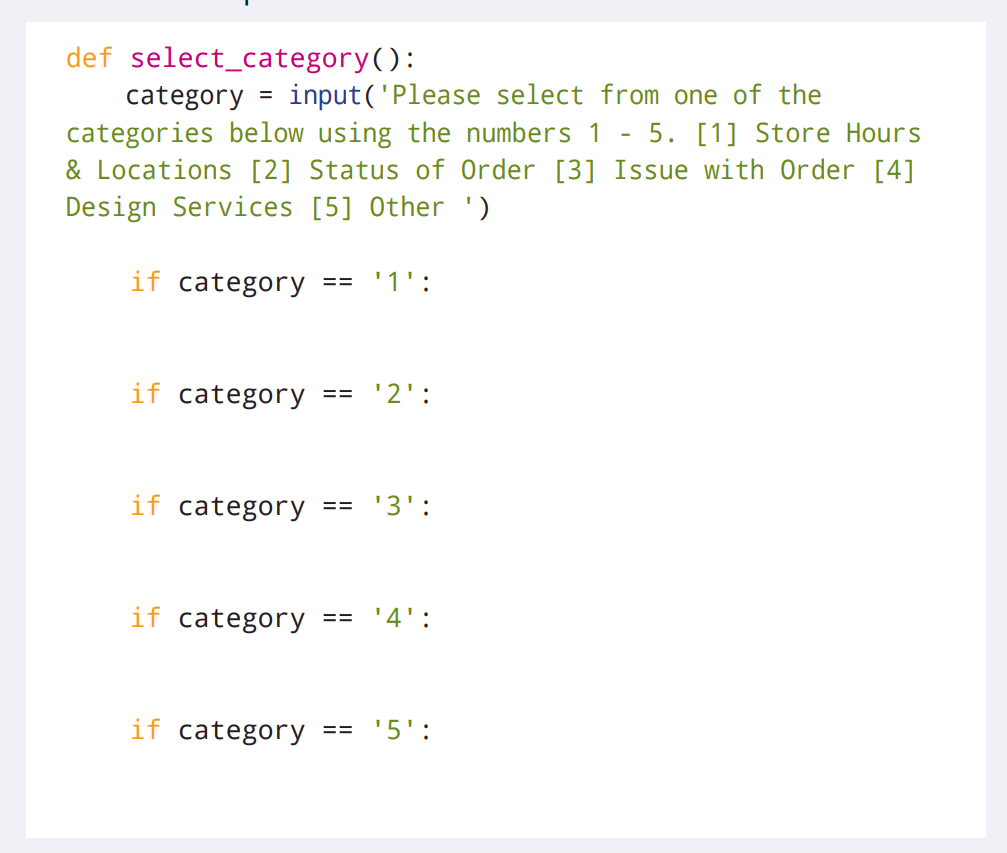 def select_category():
    category = input('Please select from one of the
categories below using the numbers 1 - 5. [1] Store Hours
& Locations [2] Status of Order [3] Issue with Order [4]
Design Services [5] Other ')
    if category == '1':
    if category == '2':
    if category == '3':
    if category == '4':
    if category == '5':